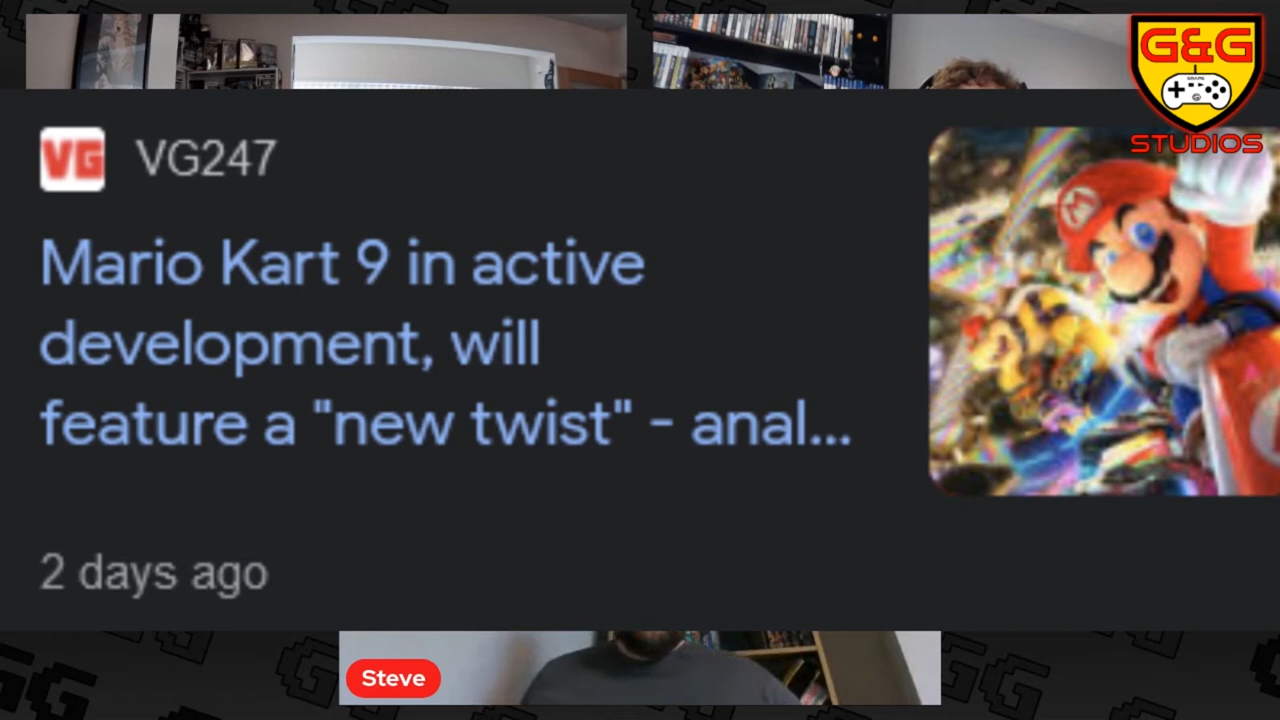 G&G
STUDIOS
VG VG247
Mario Kart 9 in active
development, will
feature a "new twist" - anal...
2 days ago
Steve